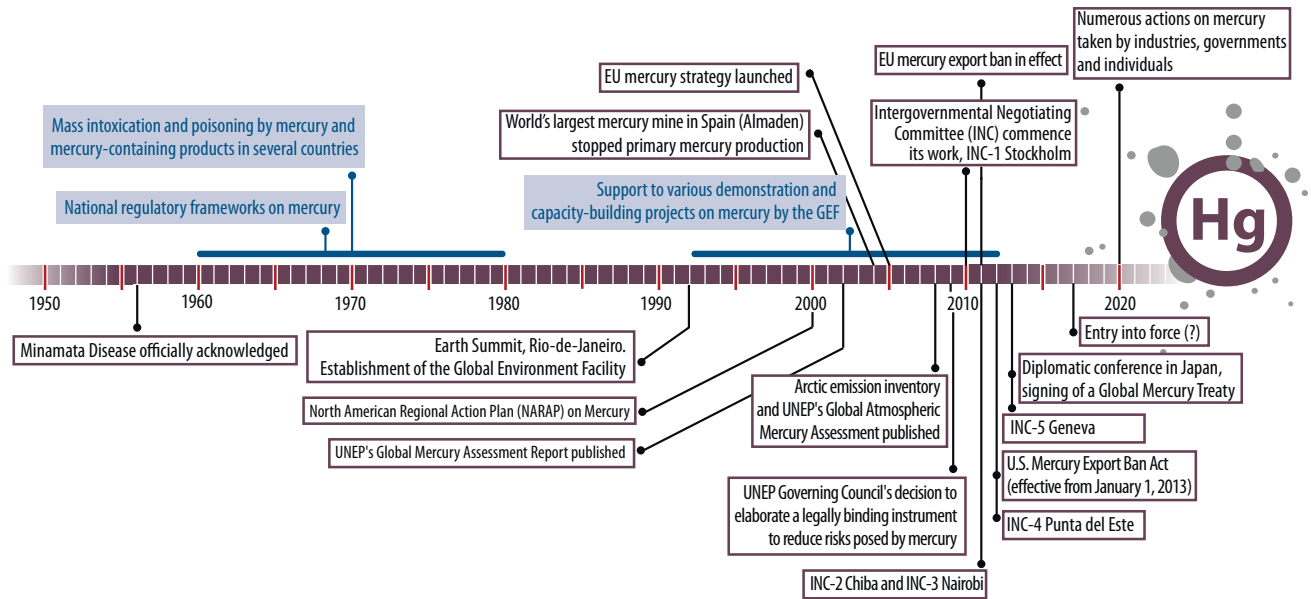 Numerous actions on mercury
taken by industries, governments
and individuals
EU mercury export ban in effect
EU mercury strategy launched
Intergovernmental Negotiating
Committee (INC) commence
its work, INC-1 Stockholm
World's largest mercury mine in Spain (Almaden)
stopped primary mercury production
Mass intoxication and poisoning by mercury and
mercury-containing products in several countries
National regulatory frameworks on mercury
Support to various demonstration and
capacity-building projects on mercury by the GEF
Hg
1950
1960
1970
1980
1990
2000
2010
2020
Minamata Disease officially acknowledged
Earth Summit, Rio-de-Janeiro.
Establishment of the Global Environment Facility
North American Regional Action Plan (NARAP) on Mercury
UNEP's Global Mercury Assessment Report published
Arctic emission inventory
and UNEP's Global Atmospheric
Mercury Assessment published
UNEP Governing Council's decision to
elaborate a legally binding instrument
to reduce risks posed by mercury
INC-2 Chiba and INC-3 Nairobi
Entry into force (?)
Diplomatic conference in Japan,
signing of a Global Mercury Treaty
INC-5 Geneva
U.S. Mercury Export Ban Act
(effective from January 1, 2013)
INC-4 Punta del Este